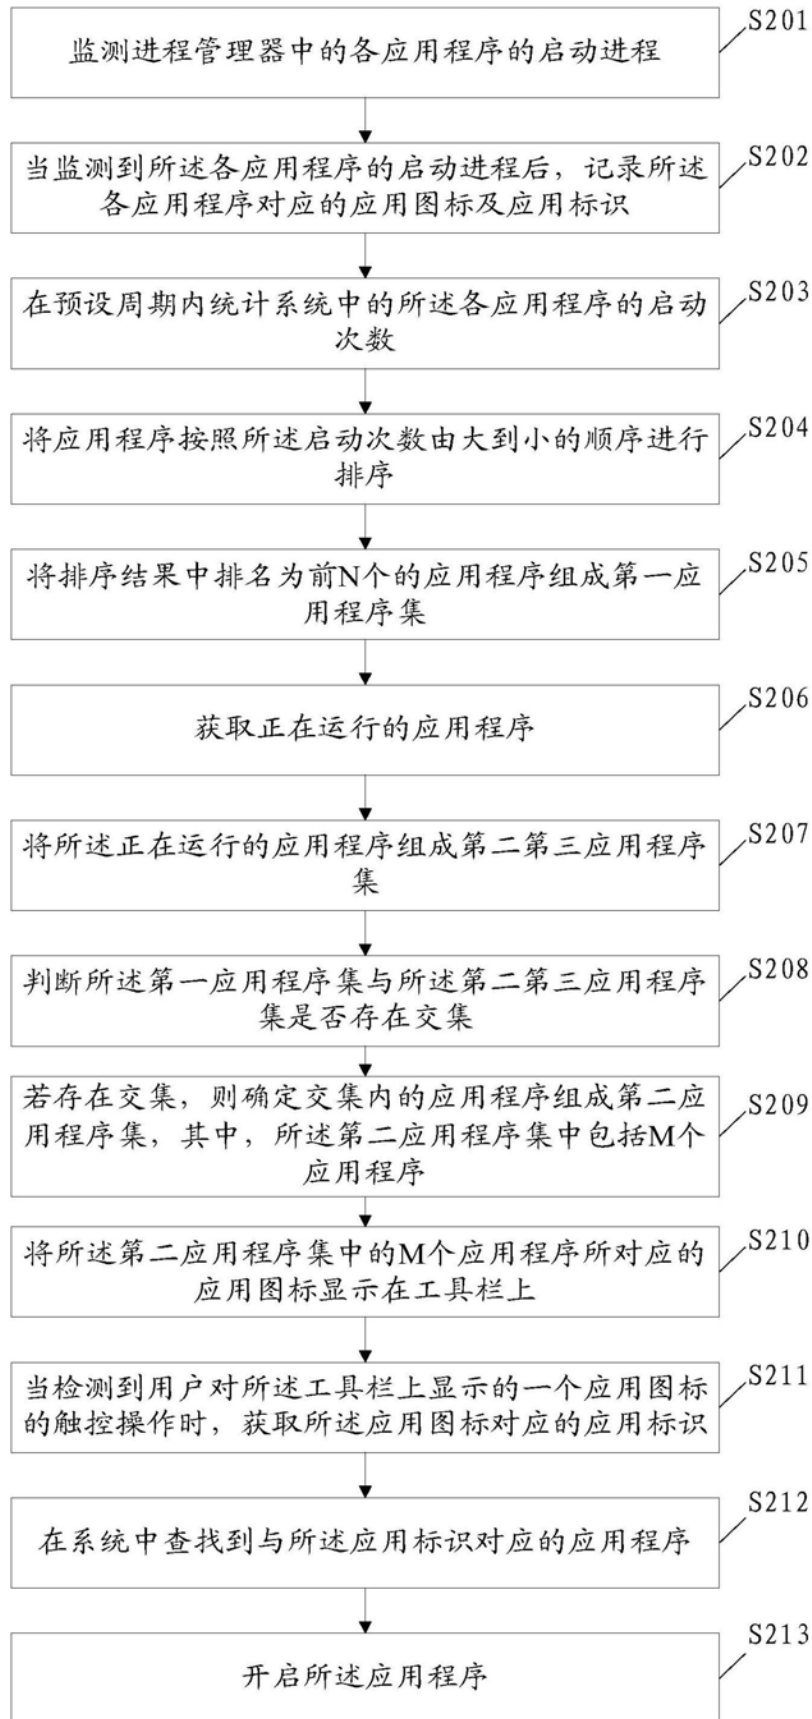 监测进程管理器中的各应用程序的启动进程
S201
当监测到所述各应用程序的启动进程后，记录所述
各应用程序对应的应用图标及应用标识
S202
在预设周期内统计系统中的所述各应用程序的启动
次数
S203
将应用程序按照所述启动次数由大到小的顺序进行
排序
S204
将排序结果中排名为前N个的应用程序组成第一应
用程序集
S205
获取正在运行的应用程序
S206
将所述正在运行的应用程序组成第二第三应用程序
集
S207
判断所述第一应用程序集与所述第二第三应用程序
集是否存在交集
S208
若存在交集，则确定交集内的应用程序组成第二应
用程序集，其中，所述第二应用程序集中包括M个
应用程序
S209
将所述第二应用程序集中的M个应用程序所对应的
应用图标显示在工具栏上
S210
当检测到用户对所述工具栏上显示的一个应用图标
的触控操作时，获取所述应用图标对应的应用标识
S211
在系统中查找到与所述应用标识对应的应用程序
S212
开启所述应用程序
S213